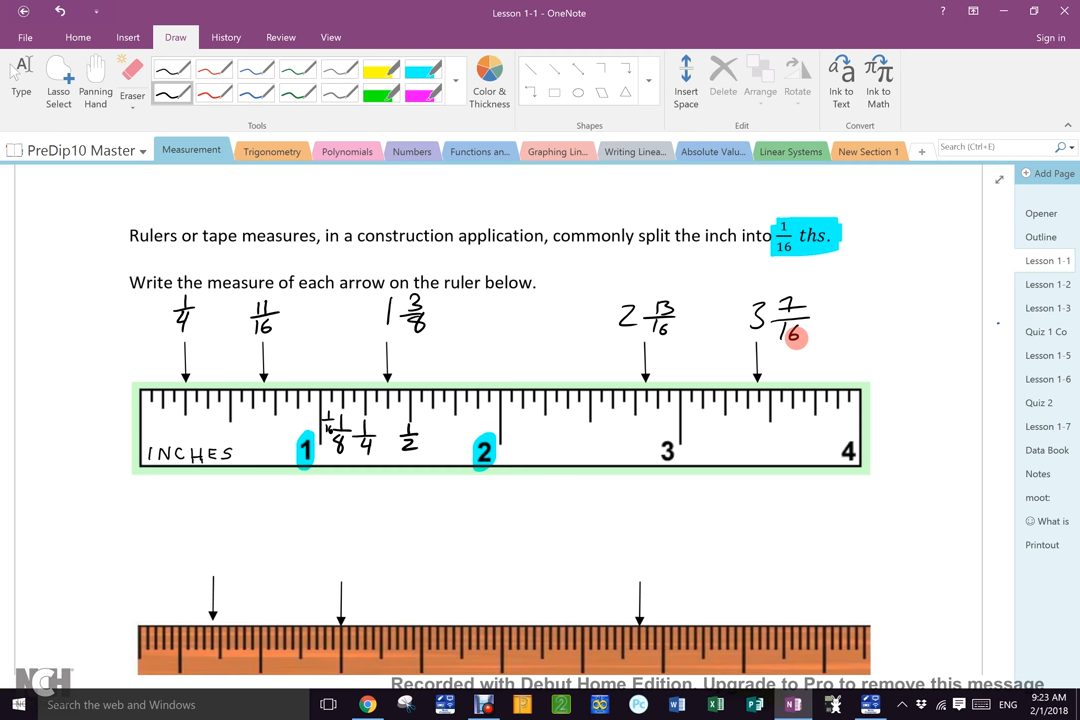 Lesson 1-1 - OneNote
?
Sign in
File Home Insert Draw History Review View
Type
Lasso Select
Panning Hand
Eraser
Color & Thickness
Insert Space
Delete
Arrange
Rotate
Ink to Text
Ink to Math
Tools
Shapes
Edit
Convert
PreDip10 Master
Measurement Trigonometry Polynomials Numbers Functions an... Graphing Lin... Writing Linea... Absolute Valu... Linear Systems New Section 1 +
Search (Ctrl+E)
Add Page
Opener
Outline
Lesson 1-1
Lesson 1-2
Lesson 1-3
Quiz 1 Co
Lesson 1-5
Lesson 1-6
Quiz 2
Lesson 1-7
Data Book
Notes
moot:
☺ What is
Printout
Rulers or tape measures, in a construction application, commonly split the inch into 1/16 ths.
Write the measure of each arrow on the ruler below.
1/4 11/16 1 3/8 2 13/16 3 7/16
1/16 1/8 1/4 1/2
INCHES 1 2 3 4
NCH
Recorded with Debut Home Edition. Upgrade to Pro to remove this message
Search the web and Windows
ENG
9:23 AM
2/1/2018